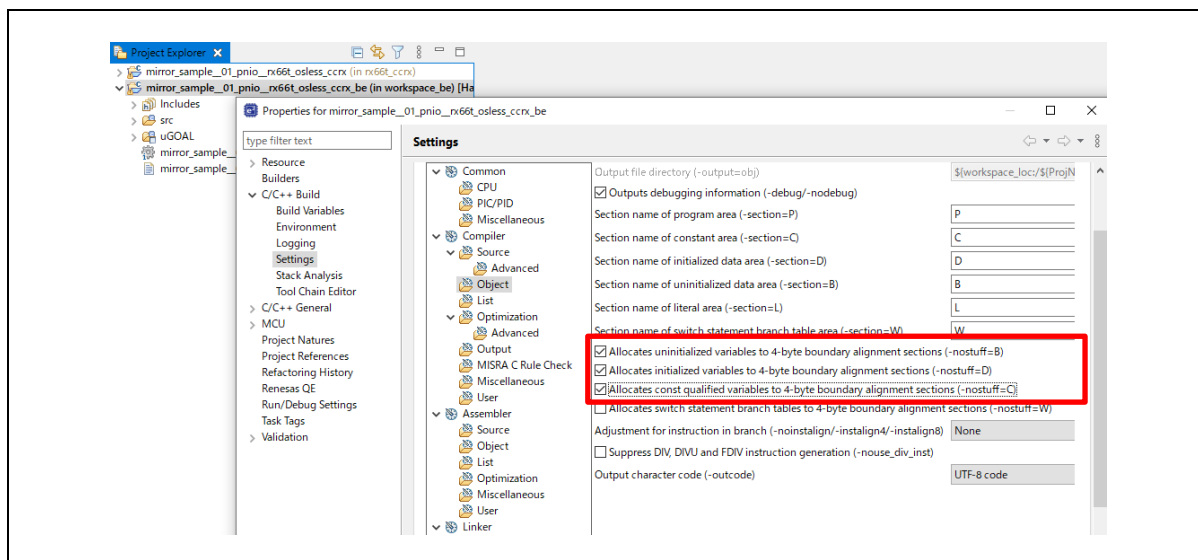 Project Explorer
mirror_sample__01_pnio__rx66t_osless_ccrx (in rx66t_ccrx)
mirror_sample__01_pnio__rx66t_osless_ccrx_be (in workspace_be) [Ha
Includes
src
uGOAL
mirror_sample_
mirror_sample_
Properties for mirror_sample__01_pnio__rx66t_osless_ccrx_be
type filter text
Resource
Builders
C/C++ Build
Build Variables
Environment
Logging
Settings
Stack Analysis
Tool Chain Editor
C/C++ General
MCU
Project Natures
Project References
Refactoring History
Renesas QE
Run/Debug Settings
Task Tags
Validation
Settings
Common
CPU
PIC/PID
Miscellaneous
Compiler
Source
Advanced
Object
List
Optimization
Advanced
Output
MISRA C Rule Check
Miscellaneous
User
Assembler
Source
Object
List
Optimization
Miscellaneous
User
Linker
Output file directory (-output=obj) ${workspace_loc:/${ProjN
Outputs debugging information (-debug/-nodebug)
Section name of program area (-section=P) P
Section name of constant area (-section=C) C
Section name of initialized data area (-section=D) D
Section name of uninitialized data area (-section=B) B
Section name of literal area (-section=L) L
Section name of switch statement branch table area (-section=W) W
Allocates uninitialized variables to 4-byte boundary alignment sections (-nostuff=B)
Allocates initialized variables to 4-byte boundary alignment sections (-nostuff=D)
Allocates const qualified variables to 4-byte boundary alignment sections (-nostuff=C)
Allocates switch statement branch tables to 4-byte boundary alignment sections (-nostuff=W)
Adjustment for instruction in branch (-noinstalign/-instalign4/-instalign8) None
Suppress DIV, DIVU and FDIV instruction generation (-nouse_div_inst)
Output character code (-outcode) UTF-8 code